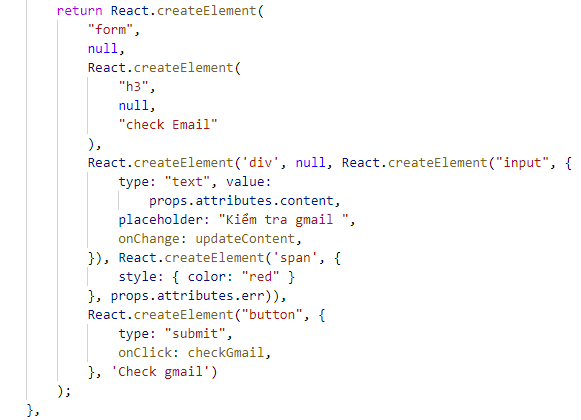 return React.createElement(
"form",
null,
React.createElement(
"h3",
null,
"check Email"
),
React.createElement('div', null, React.createElement("input", {
type: "text", value:
props.attributes.content,
placeholder: "Kiểm tra gmail ",
onChange: updateContent,
}), React.createElement('span', {
style: { color: "red" }
}, props.attributes.err)),
React.createElement("button", {
type: "submit",
onClick: checkGmail,
}, 'Check gmail')
);
},